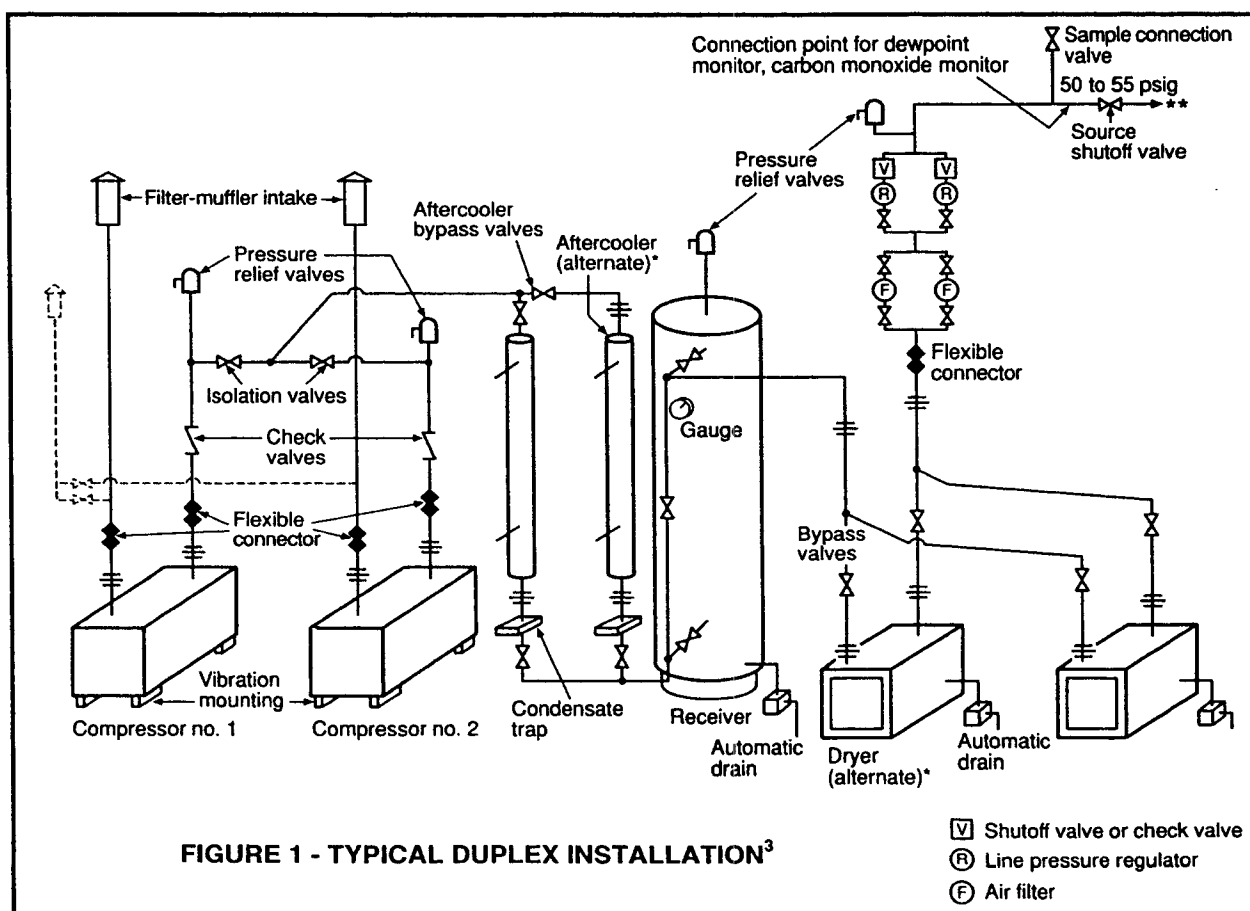 Sample connection
valve
Connection point for dewpoint
monitor, carbon monoxide monitor
50 to 55 psig
**
Source
shutoff valve
Pressure
relief valves
V
V
R
R
Filter-muffler intake
Aftercooler
bypass valves
Aftercooler
(alternate)*
Pressure
relief valves
F
F
Flexible
connector
Isolation valves
Gauge
Check
valves
Flexible
connector
Bypass
valves
Vibration
mounting
Compressor no. 1
Compressor no. 2
Condensate
trap
Receiver
Automatic
drain
Dryer
(alternate)*
Automatic
drain
FIGURE 1 - TYPICAL DUPLEX INSTALLATION³
V Shutoff valve or check valve
R Line pressure regulator
F Air filter